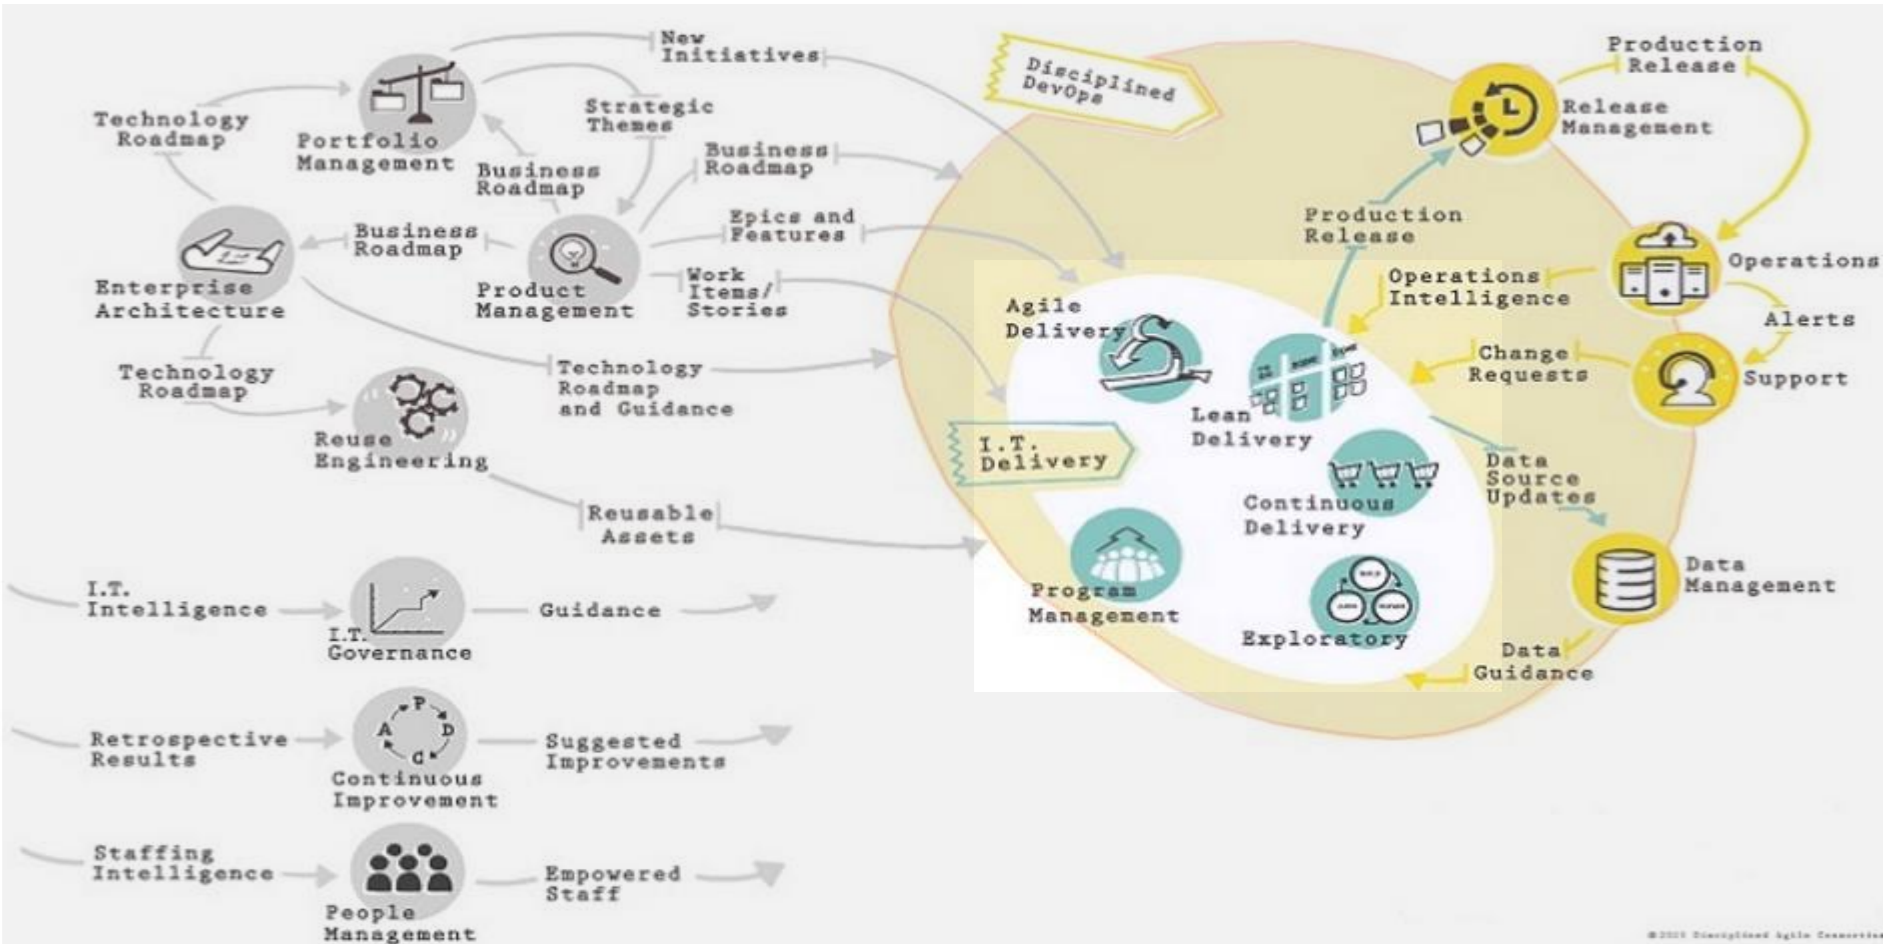 New
Initiatives
Production
Release
Disciplined
DevOps
Technology
Roadmap
Portfolio
Management
Strategic
Themes
Release
Management
Business
Roadmap
Business
Roadmap
Production
Release
Business
Roadmap
Epics and
Features
Operations
Enterprise
Architecture
Product
Management
Work
Items/
Stories
Operations
Intelligence
Agile
Delivery
Alerts
Technology
Roadmap
Technology
Roadmap
and Guidance
Change
Requests
Support
Lean
Delivery
Reuse
Engineering
I.T.
Delivery
Data
Source
Updates
Continuous
Delivery
Reusable
Assets
Data
Management
I.T.
Intelligence
I.T.
Governance
Guidance
Program
Management
Exploratory
Data
Guidance
P
D
C
A
Retrospective
Results
Continuous
Improvement
Suggested
Improvements
Staffing
Intelligence
People
Management
Empowered
Staff